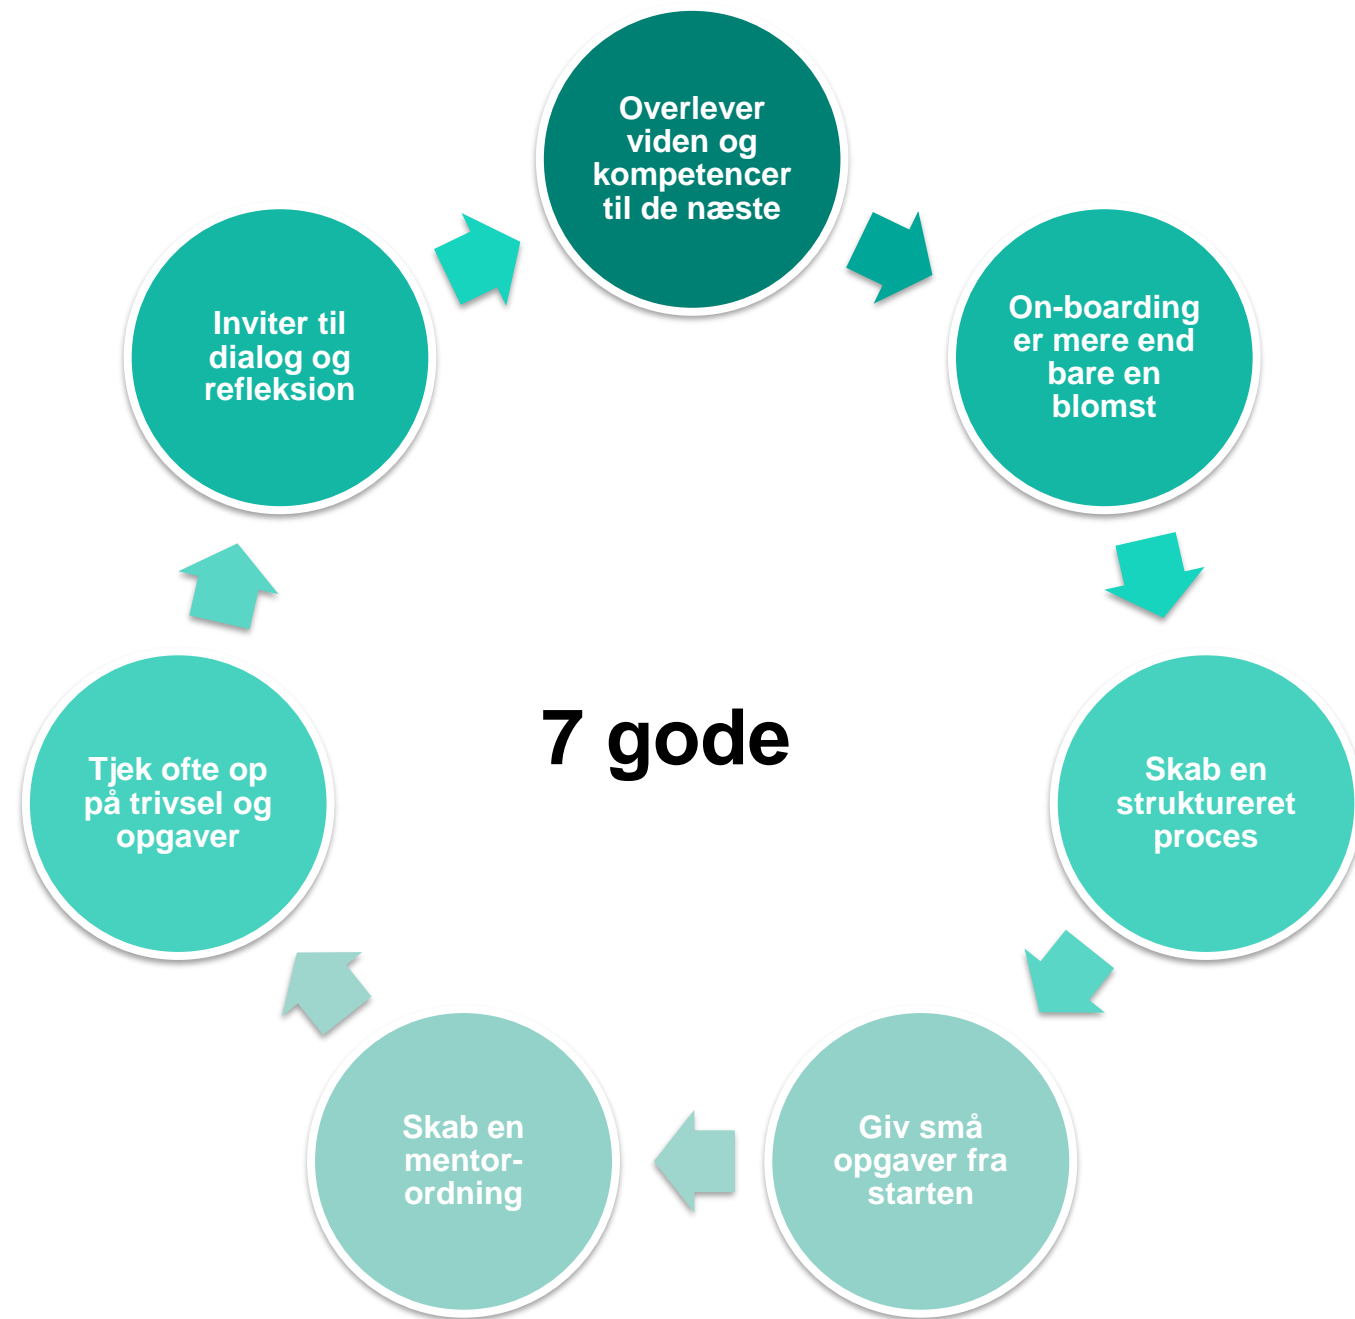 Overlever
viden og
kompetencer
til de næste
On-boarding
er mere end
bare en
blomst
Skab en
struktureret
proces
Giv små
opgaver fra
starten
Skab en
mentor-
ordning
Tjek ofte op
på trivsel og
opgaver
Inviter til
dialog og
refleksion
7 gode